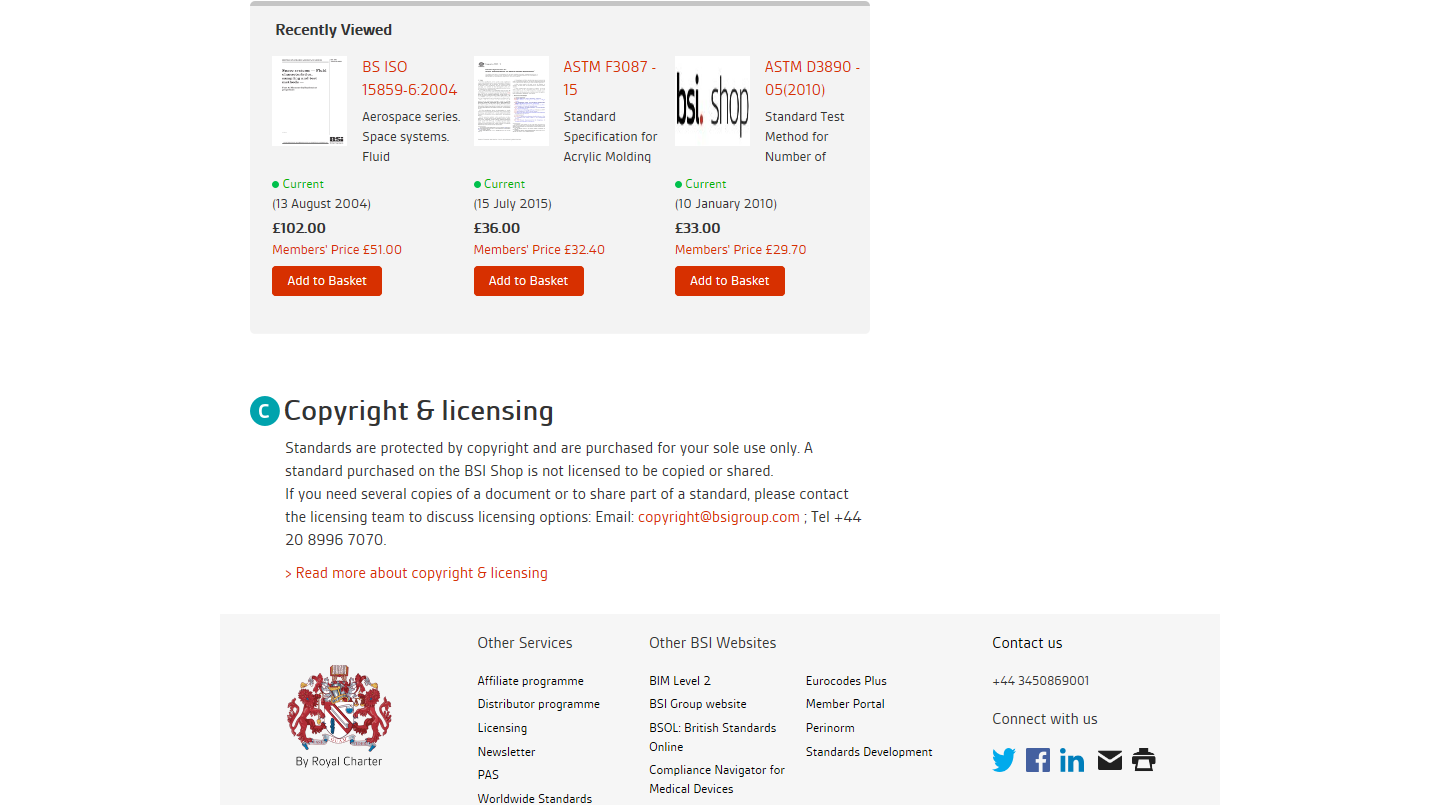 Recently Viewed
BS ISO
15859-6:2004
Aerospace series.
Space systems.
Fluid
Current
(13 August 2004)
£102.00
Members' Price £51.00
Add to Basket
ASTM F3087 -
15
Standard
Specification for
Acrylic Molding
Current
(15 July 2015)
£36.00
Members' Price £32.40
Add to Basket
bsi. shop
ASTM D3890 -
05(2010)
Standard Test
Method for
Number of
Current
(10 January 2010)
£33.00
Members' Price £29.70
Add to Basket
C Copyright & licensing
Standards are protected by copyright and are purchased for your sole use only. A
standard purchased on the BSI Shop is not licensed to be copied or shared.
If you need several copies of a document or to share part of a standard, please contact
the licensing team to discuss licensing options: Email: copyright@bsigroup.com ; Tel +44
20 8996 7070.
> Read more about copyright & licensing
By Royal Charter
Other Services
Affiliate programme
Distributor programme
Licensing
Newsletter
PAS
Worldwide Standards
Other BSI Websites
BIM Level 2
BSI Group website
BSOL: British Standards
Online
Compliance Navigator for
Medical Devices
Eurocodes Plus
Member Portal
Perinorm
Standards Development
Contact us
+44 3450869001
Connect with us